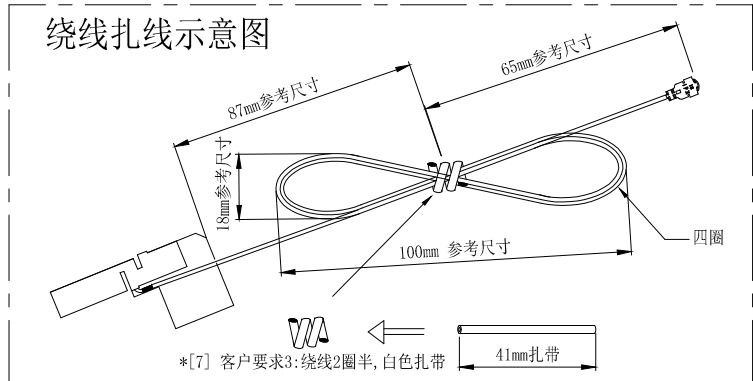 绕线扎线示意图
65mm参考尺寸
87mm参考尺寸
18mm参考尺寸
四圈
100mm 参考尺寸
*[7] 客户要求3:绕线2圈半,白色扎带
41mm扎带